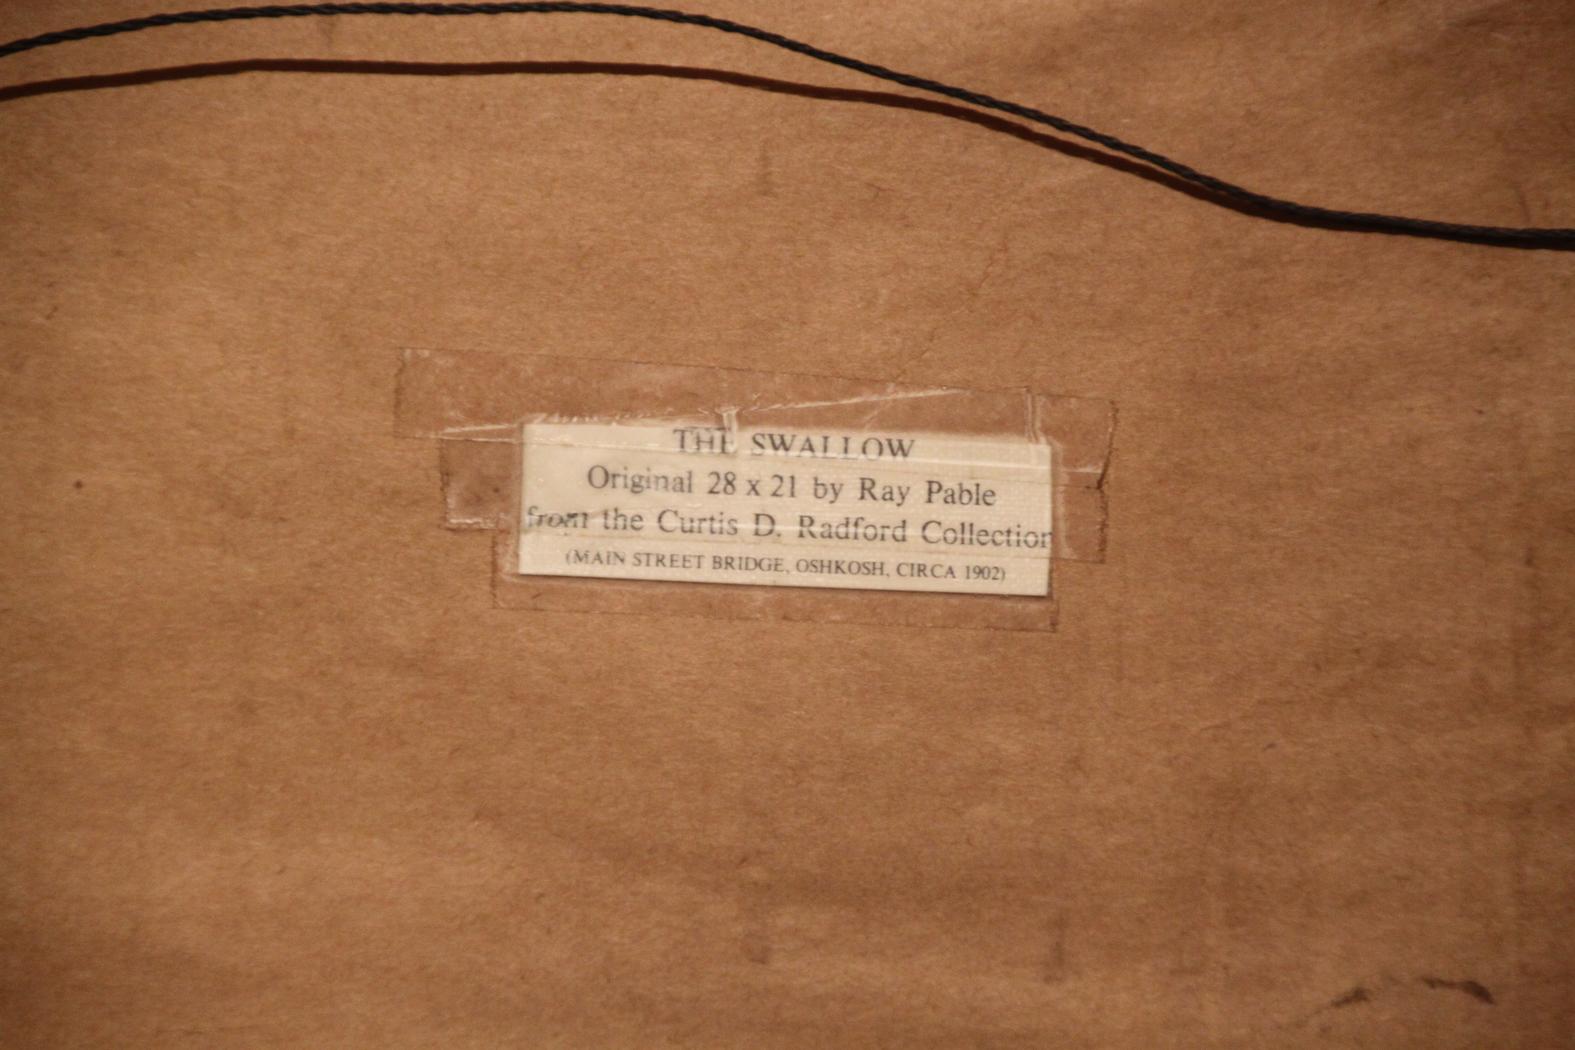 THE SWALLOW
Original 28 x 21 by Ray Pable
from the Curtis D. Radford Collection
(MAIN STREET BRIDGE, OSHKOSH, CIRCA 1902)